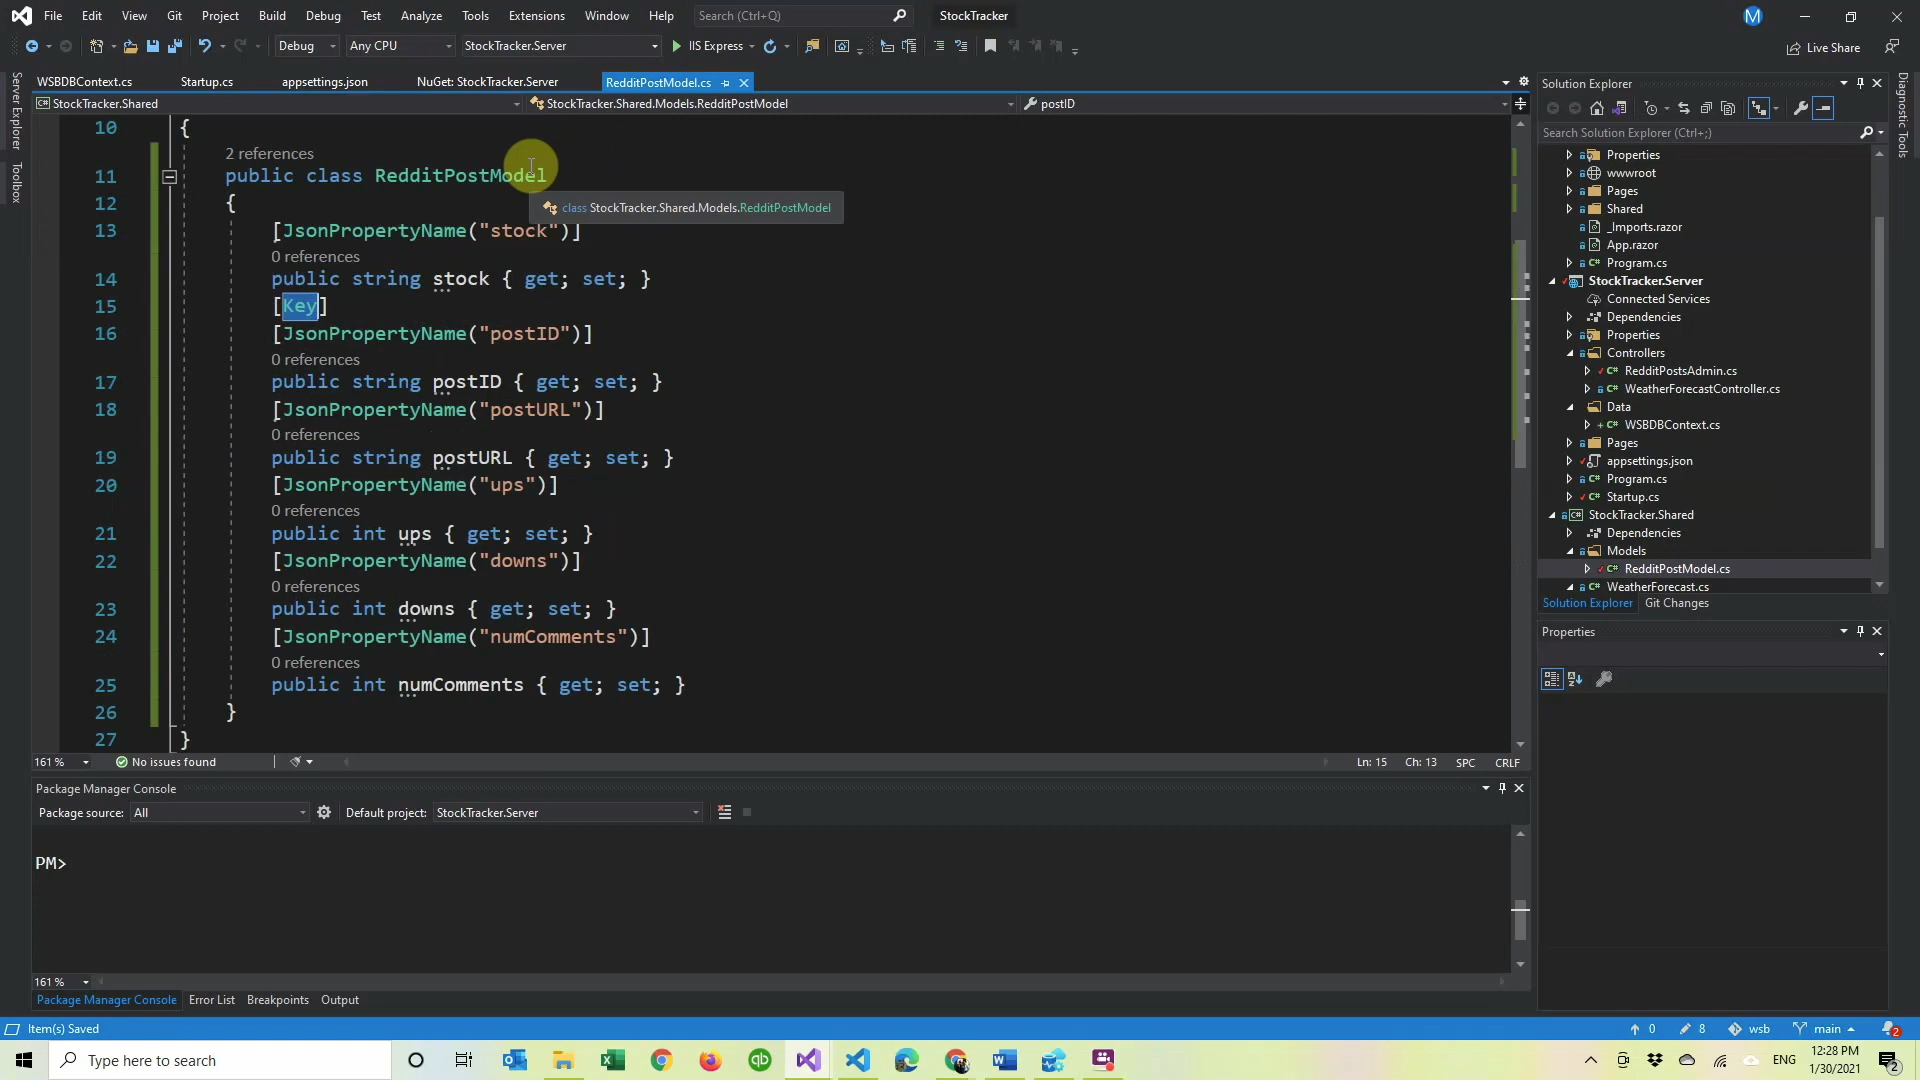 File Edit View Git Project Build Debug Test Analyze Tools Extensions Window Help Search (Ctrl+Q) StockTracker M
Debug Any CPU StockTracker.Server IIS Express Live Share
WSBDBContext.cs Startup.cs appsettings.json NuGet: StockTracker.Server RedditPostModel.cs
StockTracker.Shared StockTracker.Shared.Models.RedditPostModel postID
Server Explorer
Toolbox
10 {
2 references
11 public class RedditPostModel
12 {
class StockTracker.Shared.Models.RedditPostModel
13 [JsonPropertyName("stock")]
0 references
14 public string stock { get; set; }
15 [Key]
16 [JsonPropertyName("postID")]
0 references
17 public string postID { get; set; }
18 [JsonPropertyName("postURL")]
0 references
19 public string postURL { get; set; }
20 [JsonPropertyName("ups")]
0 references
21 public int ups { get; set; }
22 [JsonPropertyName("downs")]
0 references
23 public int downs { get; set; }
24 [JsonPropertyName("numComments")]
0 references
25 public int numComments { get; set; }
26 }
27 }
161 % No issues found Ln: 15 Ch: 13 SPC CRLF
Package Manager Console
Package source: All Default project: StockTracker.Server
PM>
161 %
Package Manager Console Error List Breakpoints Output
Solution Explorer
Search Solution Explorer (Ctrl+;)
Properties
wwwroot
Pages
Shared
_Imports.razor
App.razor
Program.cs
StockTracker.Server
Connected Services
Dependencies
Properties
Controllers
RedditPostsAdmin.cs
WeatherForecastController.cs
Data
WSBDBContext.cs
Pages
appsettings.json
Program.cs
Startup.cs
StockTracker.Shared
Dependencies
Models
RedditPostModel.cs
WeatherForecast.cs
Solution Explorer Git Changes
Properties
Diagnostic Tools
Item(s) Saved 0 8 wsb main 2
Type here to search ENG 12:28 PM
1/30/2021 2